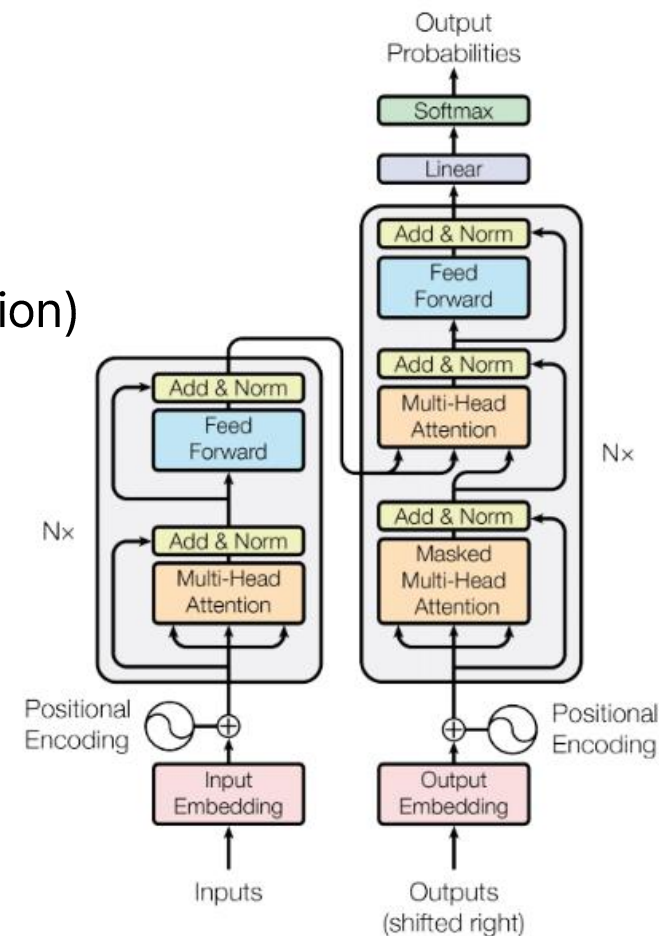 Output
Probabilities
Softmax
Linear
Add & Norm
Feed
Forward
Add & Norm
Multi-Head
Attention
Add & Norm
Masked
Multi-Head
Attention
Nx
ion)
Add & Norm
Feed
Forward
Add & Norm
Multi-Head
Attention
Nx
Positional
Encoding
Positional
Encoding
Input
Embedding
Output
Embedding
Inputs
Outputs
(shifted right)